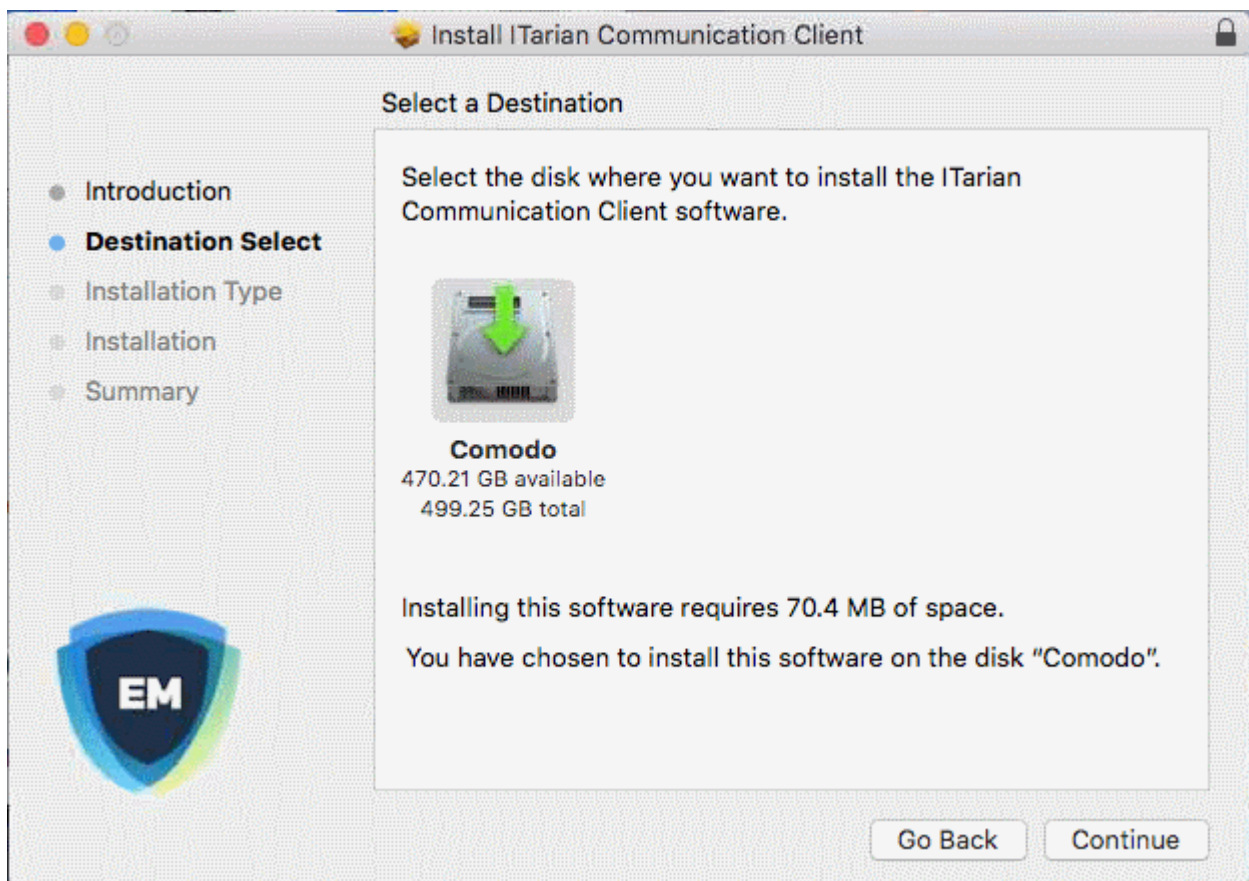 Install ITarian Communication Client
Select a Destination
Introduction
Destination Select
Installation Type
Installation
Summary
Select the disk where you want to install the ITarian
Communication Client software.
Comodo
470.21 GB available
499.25 GB total
Installing this software requires 70.4 MB of space.
You have chosen to install this software on the disk “Comodo”.
EM
Go Back
Continue